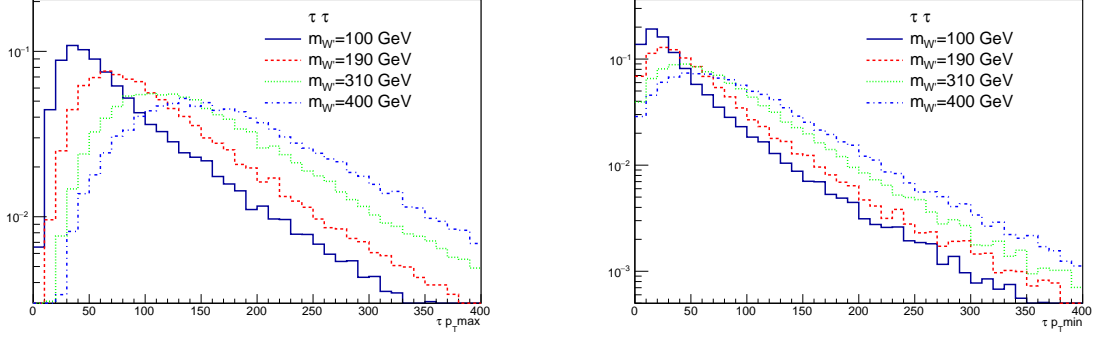 τ τ
m_W'=100 GeV
m_W'=190 GeV
m_W'=310 GeV
m_W'=400 GeV
10⁻¹
10⁻²
0 50 100 150 200 250 300 350 400
τ p_T max
τ τ
m_W'=100 GeV
m_W'=190 GeV
m_W'=310 GeV
m_W'=400 GeV
10⁻¹
10⁻²
10⁻³
0 50 100 150 200 250 300 350 400
τ p_T min